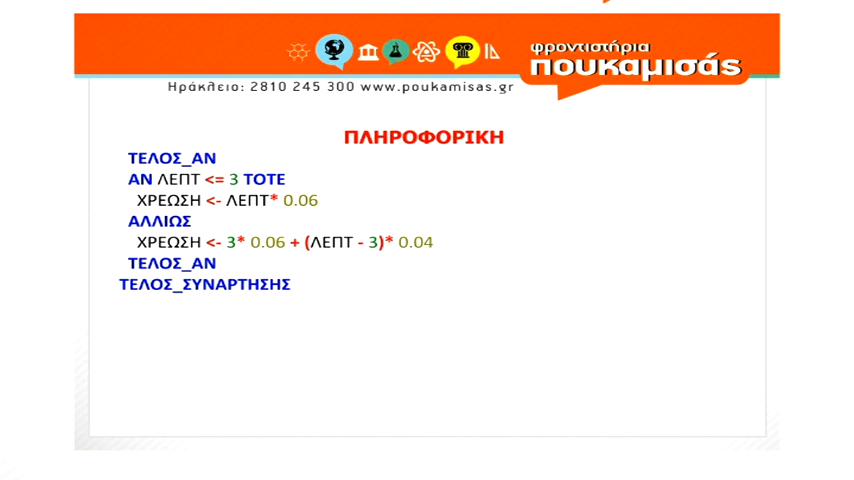 φροντιστήρια
πουκαμισάς
Ηράκλειο: 2810 245 300 www.poukamisas.gr
ΠΛΗΡΟΦΟΡΙΚΗ
ΤΕΛΟΣ_ΑΝ
ΑΝ ΛΕΠΤ <= 3 ΤΟΤΕ
ΧΡΕΩΣΗ <- ΛΕΠΤ* 0.06
ΑΛΛΙΩΣ
ΧΡΕΩΣΗ <- 3* 0.06 + (ΛΕΠΤ - 3)* 0.04
ΤΕΛΟΣ_ΑΝ
ΤΕΛΟΣ_ΣΥΝΑΡΤΗΣΗΣ